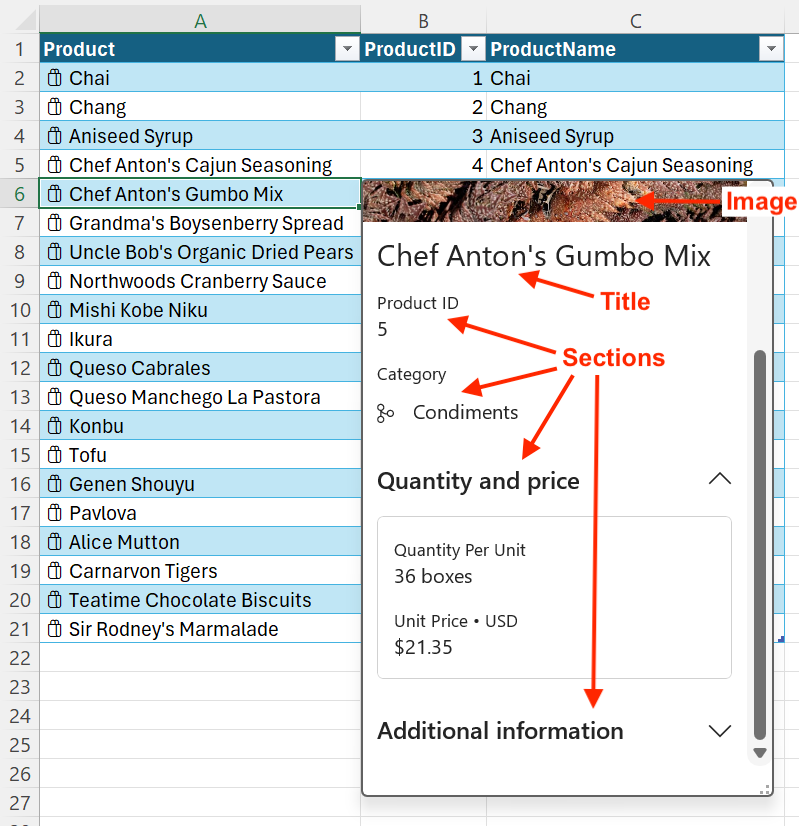 A B C
1 Product ProductID ProductName
2 Chai 1 Chai
3 Chang 2 Chang
4 Aniseed Syrup 3 Aniseed Syrup
5 Chef Anton's Cajun Seasoning 4 Chef Anton's Cajun Seasoning
6 Chef Anton's Gumbo Mix
7 Grandma's Boysenberry Spread
8 Uncle Bob's Organic Dried Pears
9 Northwoods Cranberry Sauce
10 Mishi Kobe Niku
11 Ikura
12 Queso Cabrales
13 Queso Manchego La Pastora
14 Konbu
15 Tofu
16 Genen Shouyu
17 Pavlova
18 Alice Mutton
19 Carnarvon Tigers
20 Teatime Chocolate Biscuits
21 Sir Rodney's Marmalade
22
23
24
25
26
27
Image
Chef Anton's Gumbo Mix
Title
Product ID
5
Sections
Category
Condiments
Quantity and price
Quantity Per Unit
36 boxes
Unit Price • USD
$21.35
Additional information